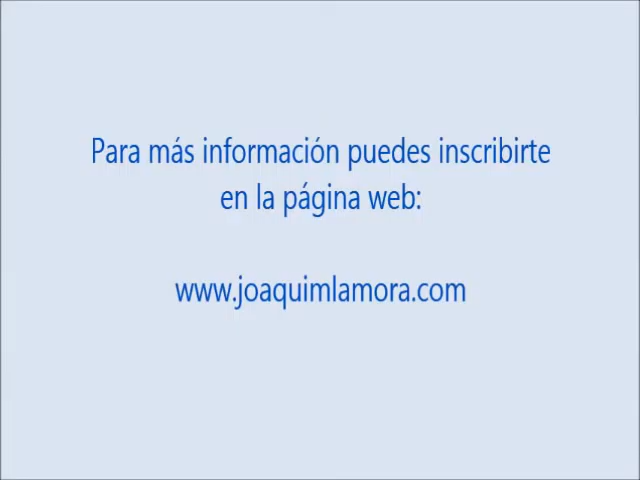 Para más información puedes inscribirte
en la página web:
www.joaquimlamora.com